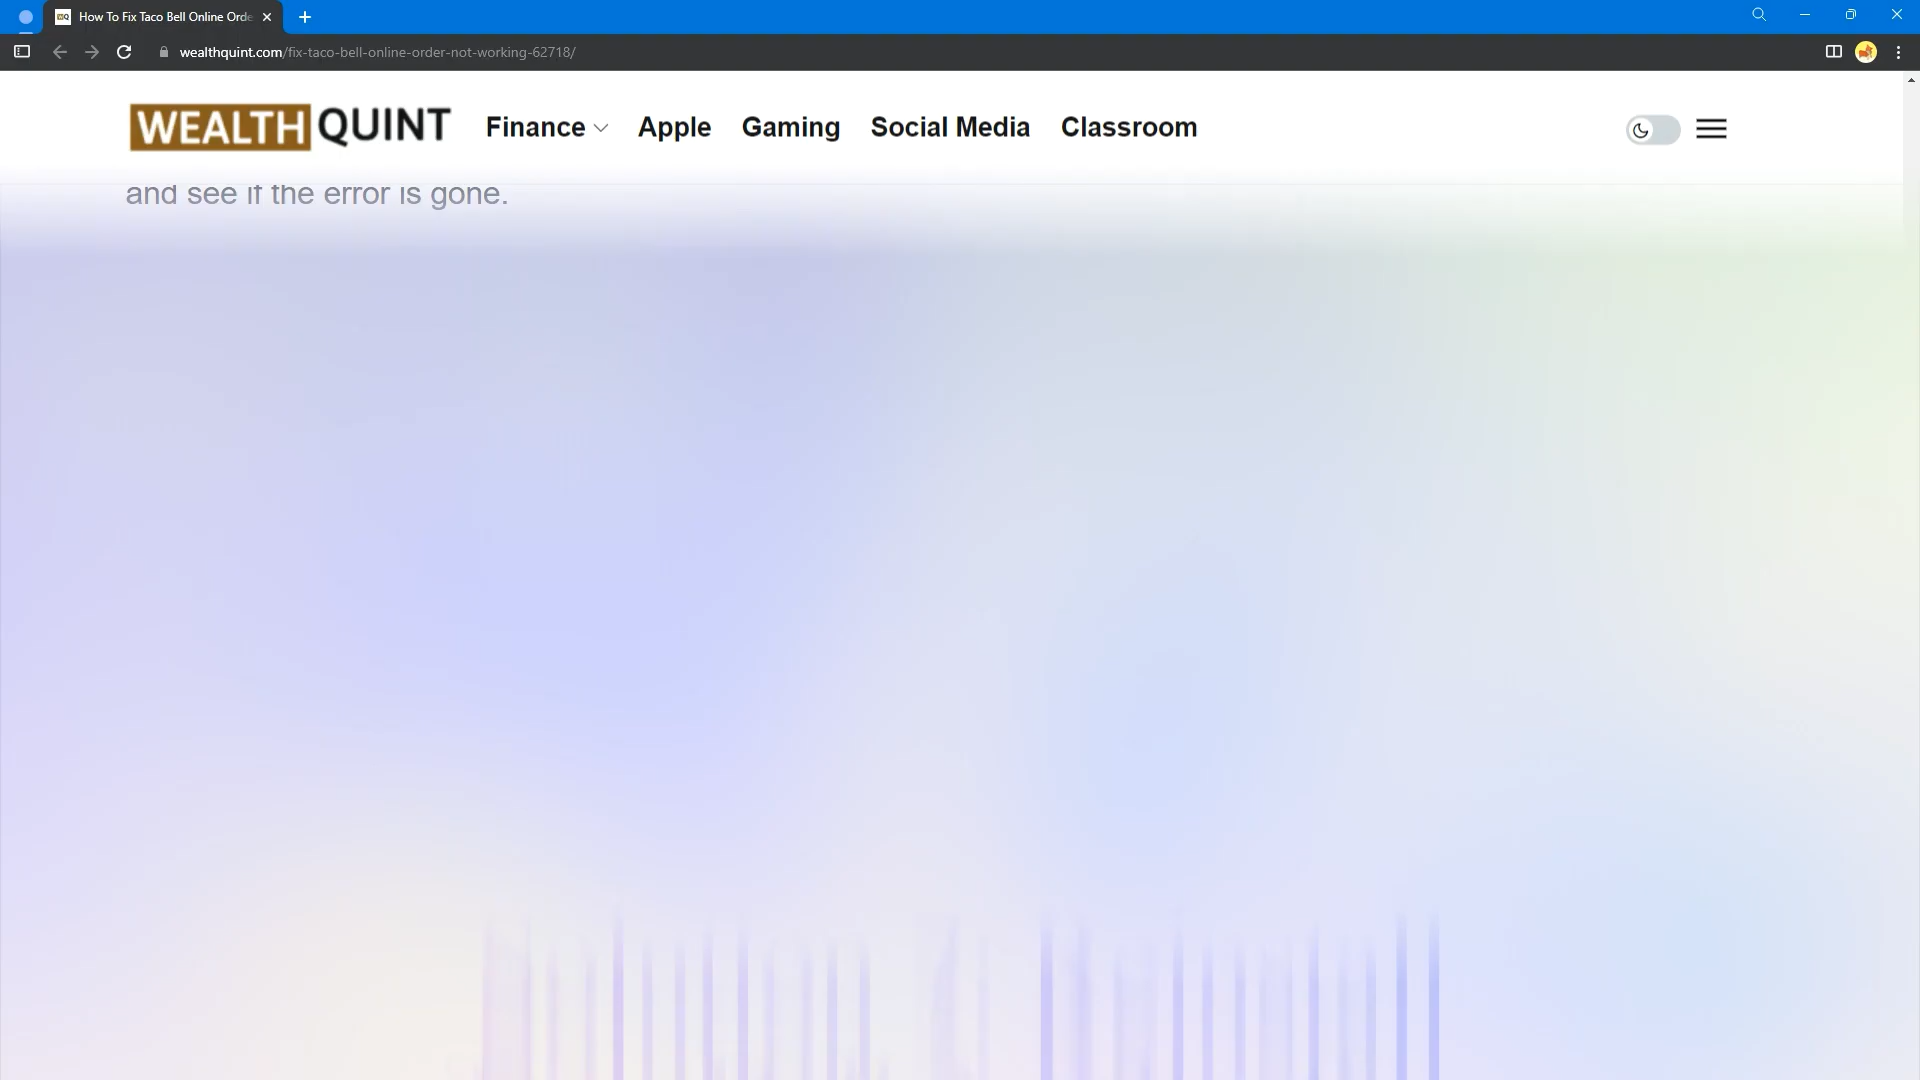 How To Fix Taco Bell Online Orde
wealthquint.com/fix-taco-bell-online-order-not-working-62718/
WEALTH QUINT Finance Apple Gaming Social Media Classroom
and see if the error is gone.